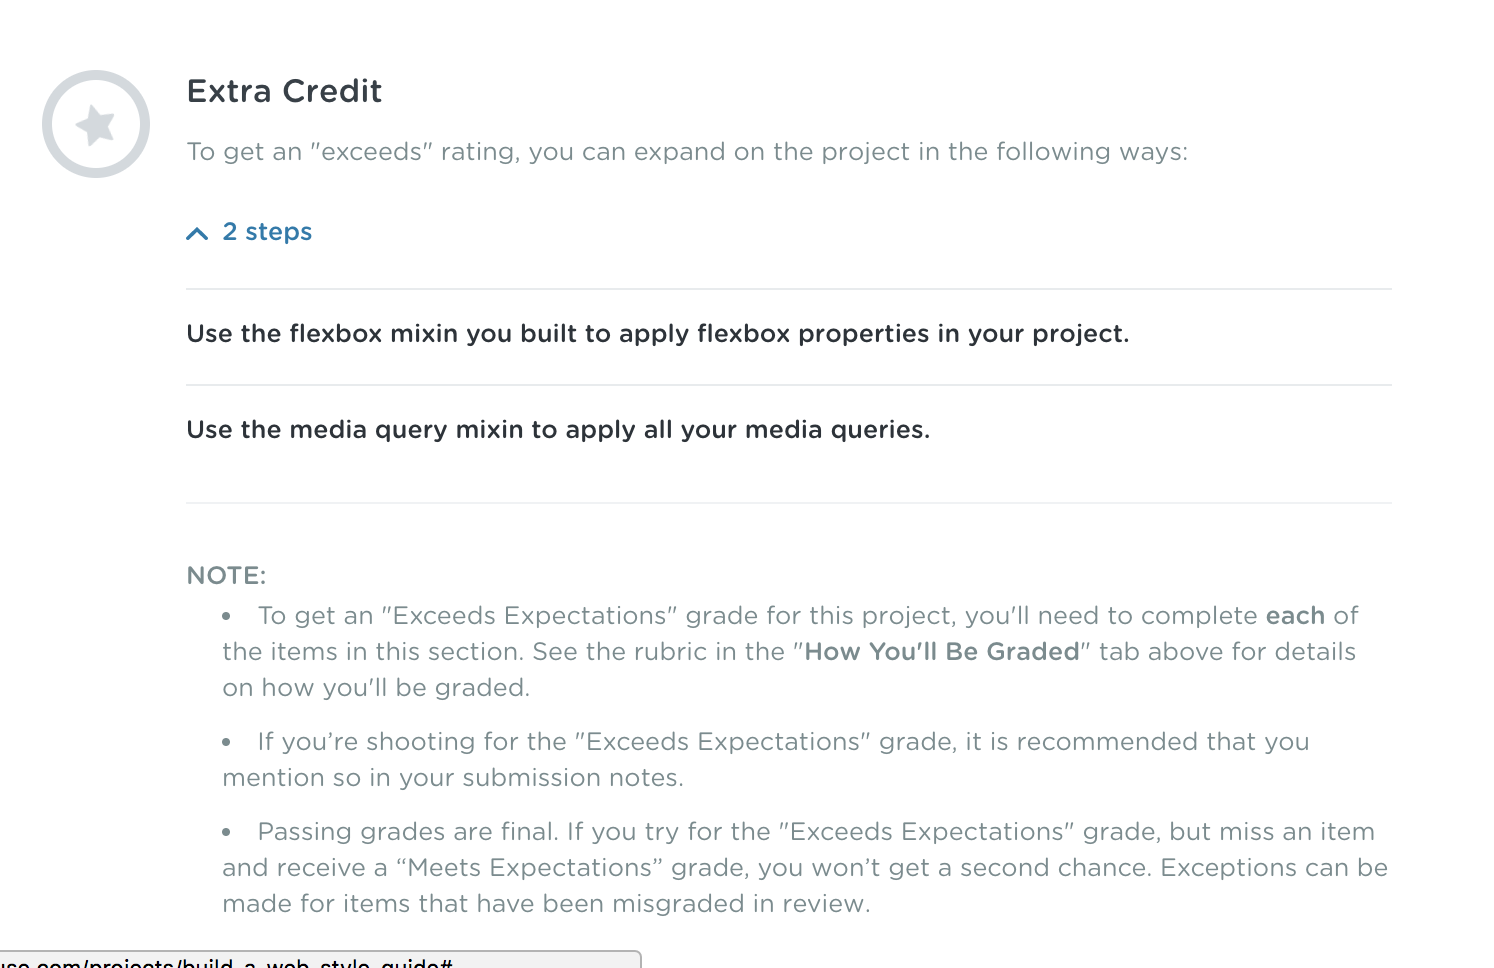 Extra Credit
To get an "exceeds" rating, you can expand on the project in the following ways:
2 steps
Use the flexbox mixin you built to apply flexbox properties in your project.
Use the media query mixin to apply all your media queries.
NOTE:
• To get an "Exceeds Expectations" grade for this project, you'll need to complete each of
the items in this section. See the rubric in the "How You'll Be Graded" tab above for details
on how you'll be graded.
• If you’re shooting for the "Exceeds Expectations" grade, it is recommended that you
mention so in your submission notes.
• Passing grades are final. If you try for the "Exceeds Expectations" grade, but miss an item
and receive a “Meets Expectations” grade, you won’t get a second chance. Exceptions can be
made for items that have been misgraded in review.
use.com/projects/build_a_web_style_guide#